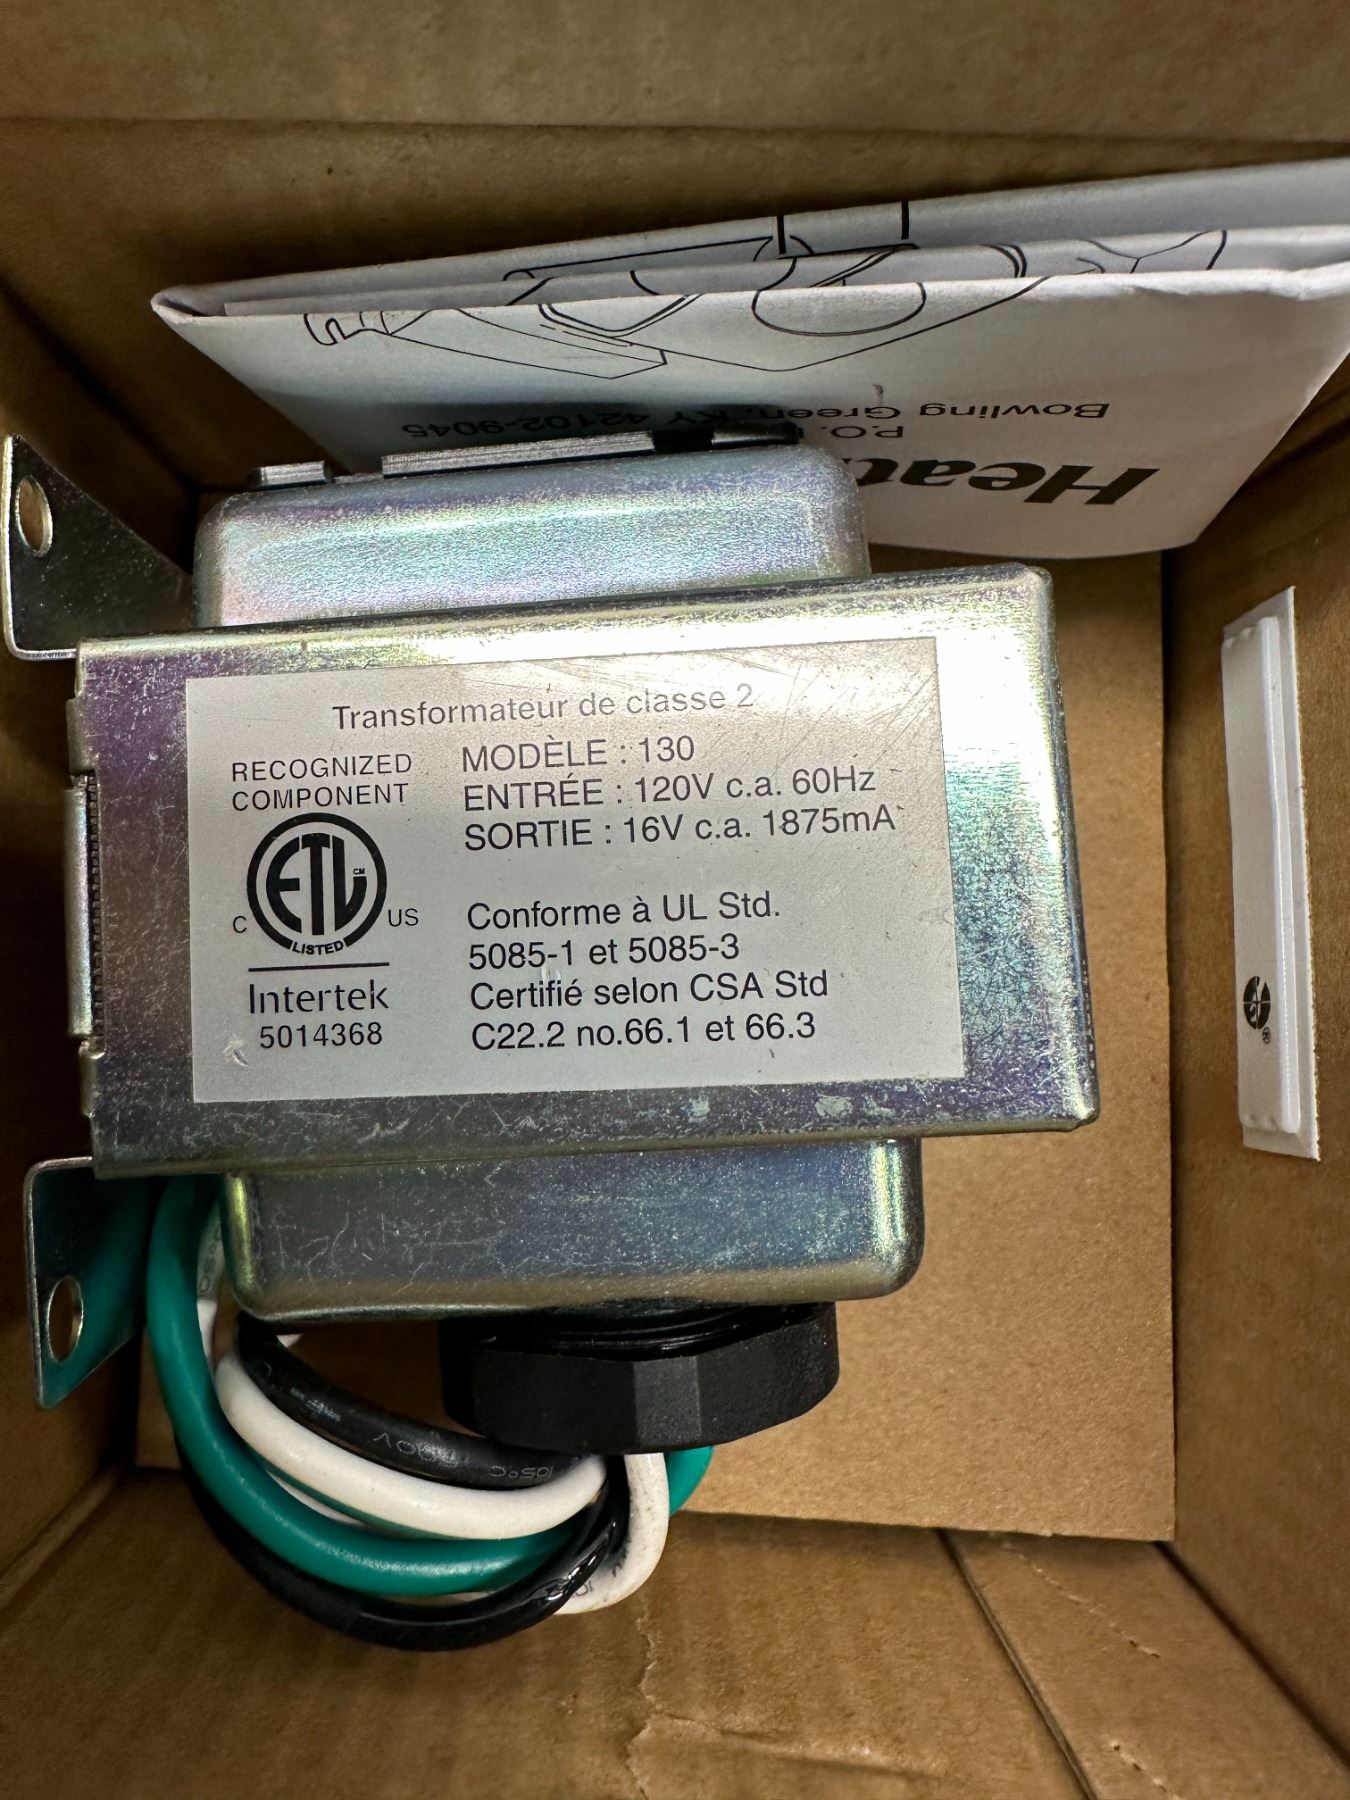 Bowling Green, KY 42102-9045
Transformateur de classe 2
RECOGNIZED
COMPONENT
ETL
CM
LISTED
C
US
Intertek
5014368
MODÈLE : 130
ENTRÉE : 120V c.a. 60Hz
SORTIE : 16V c.a. 1875mA
Conforme à UL Std.
5085-1 et 5085-3
Certifié selon CSA Std
C22.2 no.66.1 et 66.3
105°C